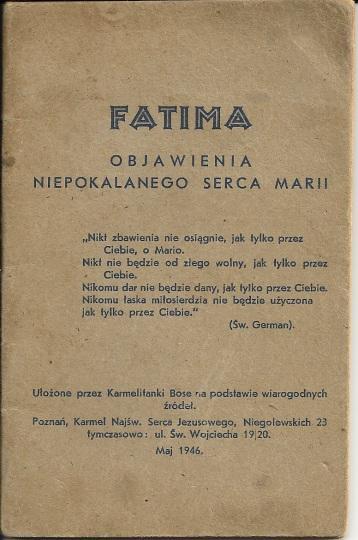 FATIMA
OBJAWIENIA
NIEPOKALANEGO SERCA MARII
„Nikt zbawienia nie osiągnie, jak tylko przez
Ciebie, o Mario.
Nikt nie będzie od złego wolny, jak tylko przez
Ciebie.
Nikomu dar nie będzie dany, jak tylko przez Ciebie.
Nikomu łaska miłosierdzia nie będzie użyczona
jak tylko przez Ciebie."
(Św. German).
Ułożone przez Karmelitanki Bose na podstawie wiarogodnych
źródeł.
Poznań, Karmel Najśw. Serca Jezusowego, Niegolewskich 23
tymczasowo: ul. Św. Wojciecha 19|20.
Maj 1946.